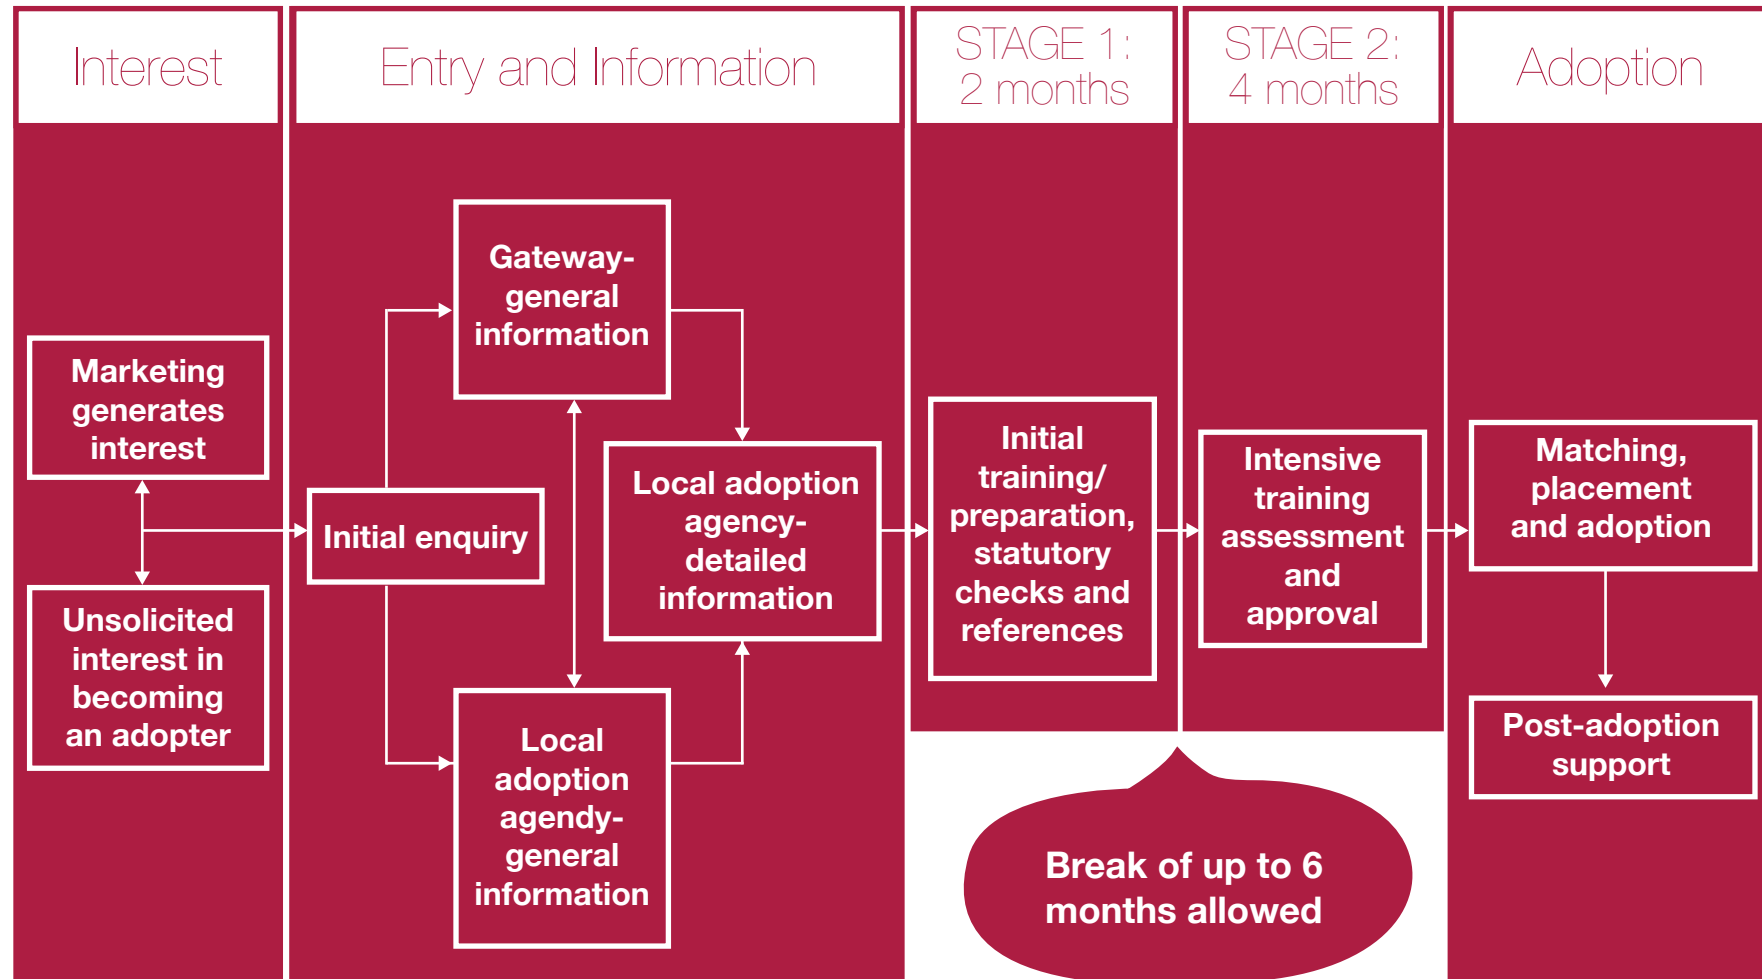 Interest
Entry and Information
STAGE 1:
2 months
STAGE 2:
4 months
Adoption
Marketing
generates
interest
Unsolicited
interest in
becoming
an adopter
Initial enquiry
Gateway-
general
information
Local
adoption
agendy-
general
information
Local adoption
agency-
detailed
information
Initial
training/
preparation,
statutory
checks and
references
Intensive
training
assessment
and
approval
Matching,
placement
and adoption
Post-adoption
support
Break of up to 6
months allowed